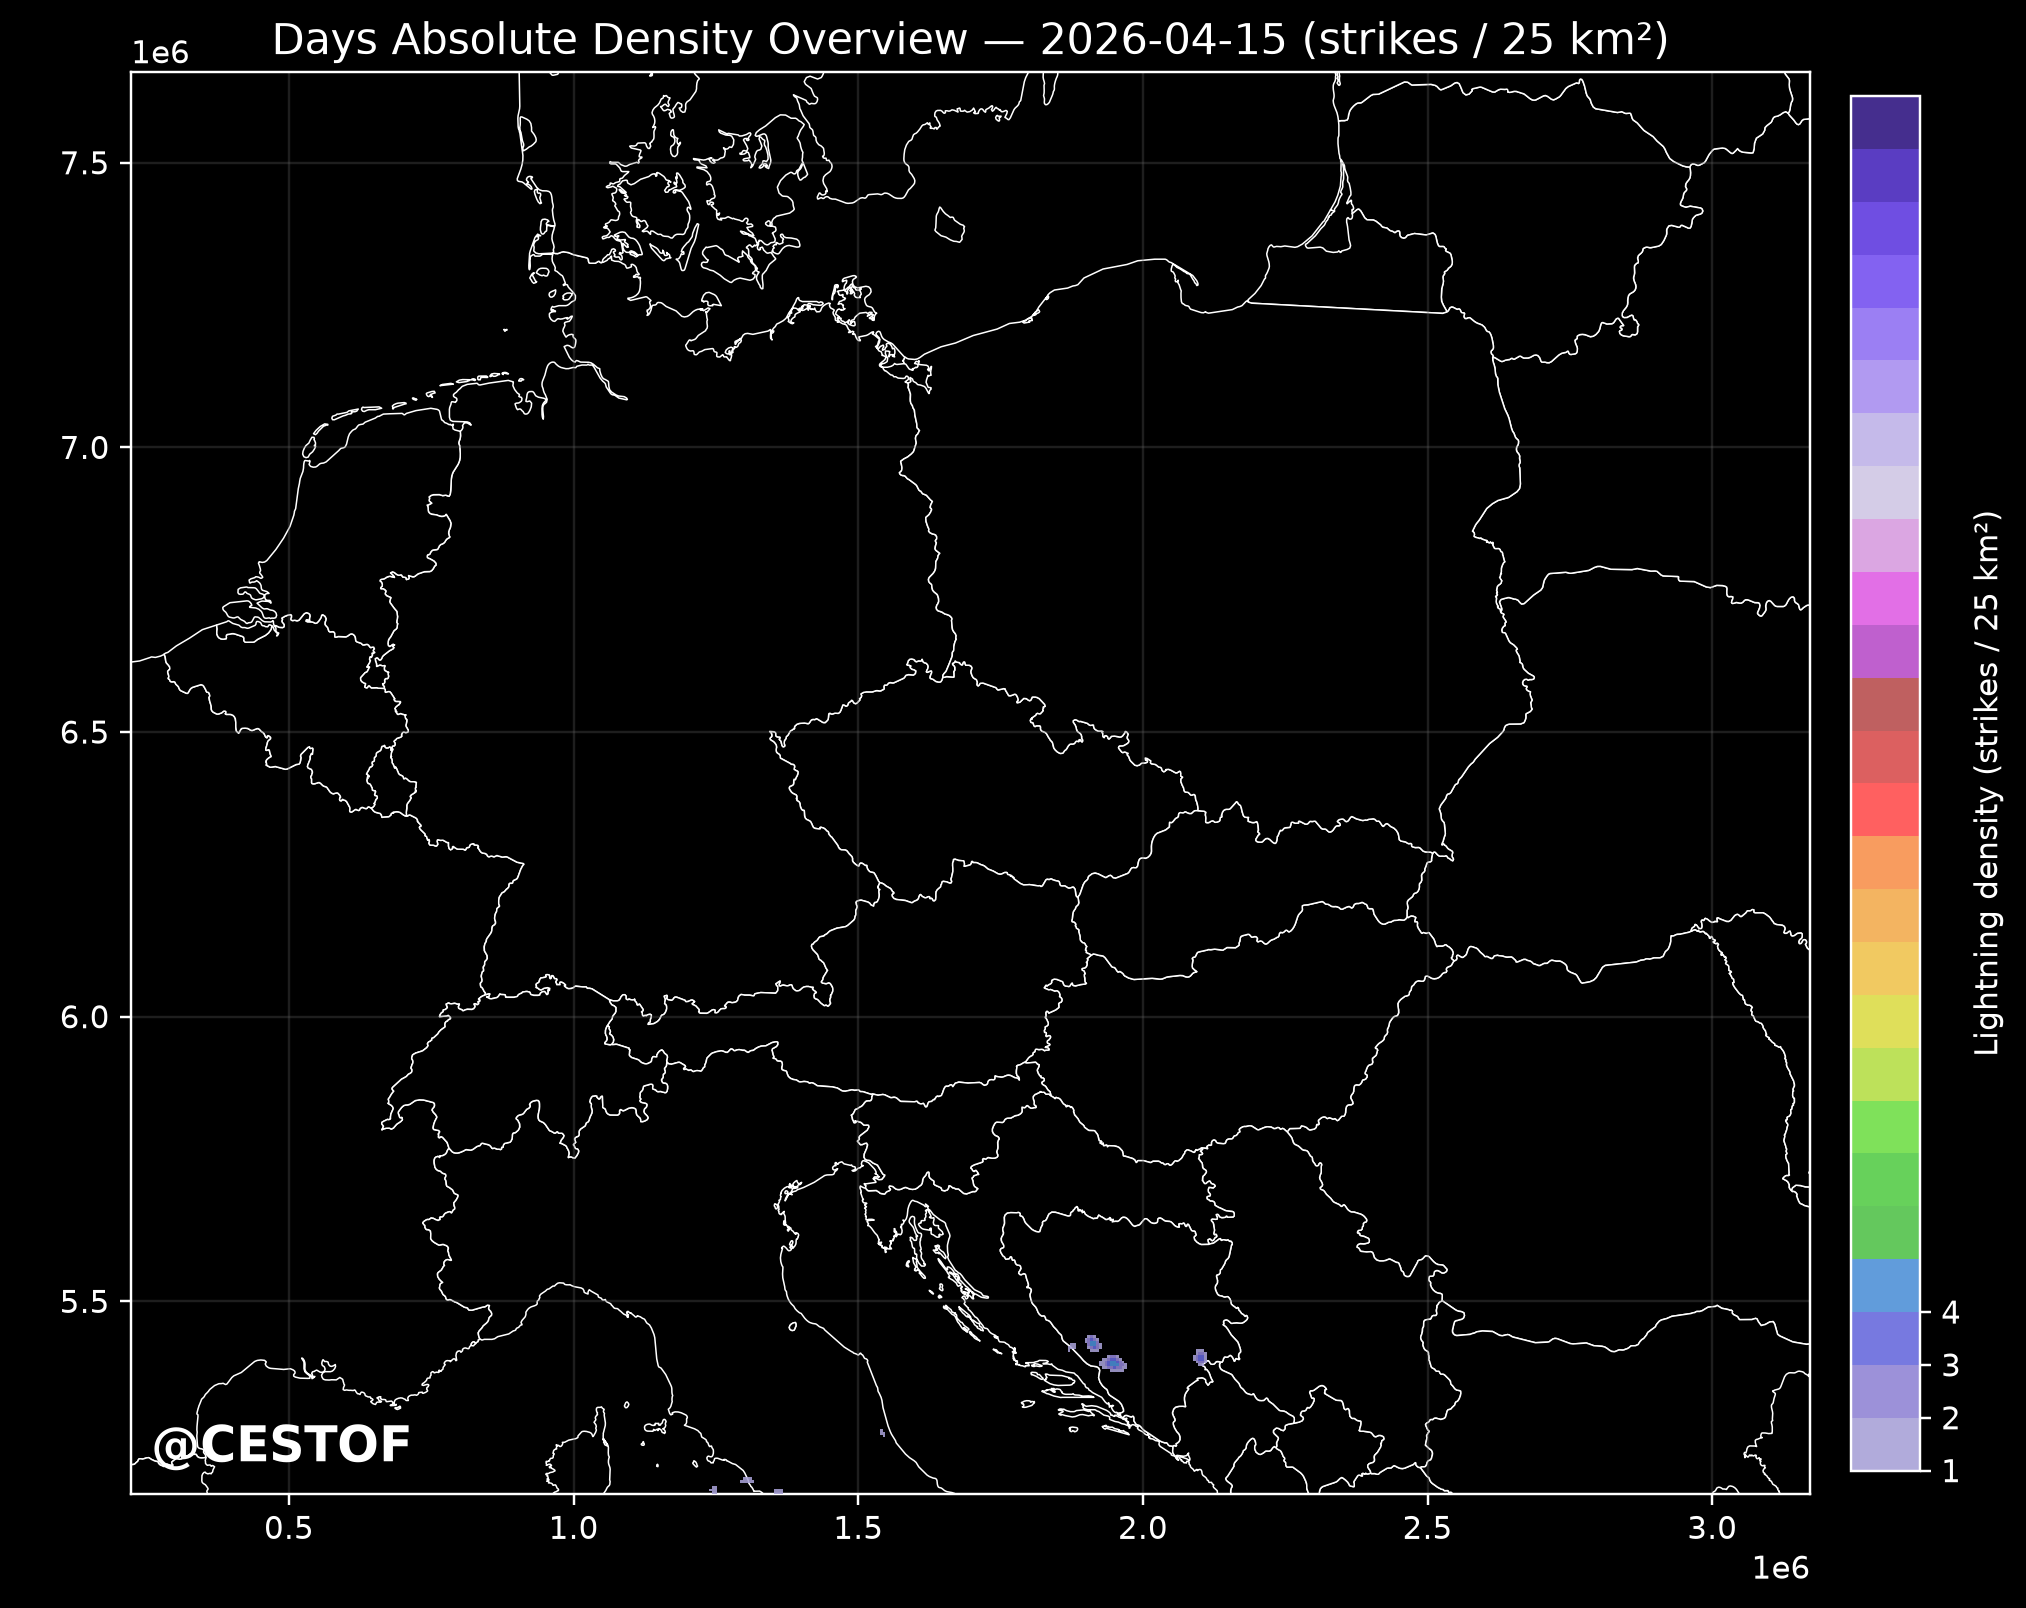 Days Absolute Density Overview — 2026-04-15 (strikes / 25 km²)
1e6
7.5
7.0
6.5
6.0
5.5
0.5 1.0 1.5 2.0 2.5 3.0
1e6
4
3
2
1
Lightning density (strikes / 25 km²)
@CESTOF